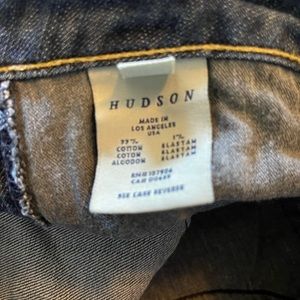 HUDSON
MADE IN
LOS ANGELES
USA
99% 1%
COTTON ELASTAN
COTON ELASTAN
ALGODON ELASTAN
SEE CARE REVERSE